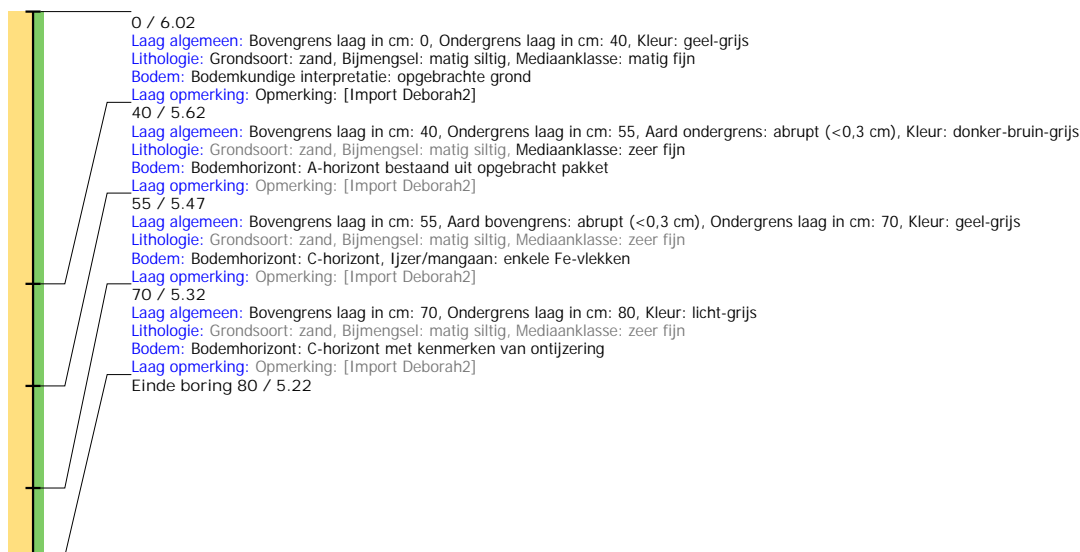 0 / 6.02
Laag algemeen: Bovengrens laag in cm: 0, Ondergrens laag in cm: 40, Kleur: geel-grijs
Lithologie: Grondsoort: zand, Bijmengsel: matig siltig, Mediaanklasse: matig fijn
Bodem: Bodemkundige interpretatie: opgebrachte grond
Laag opmerking: Opmerking: [Import Deborah2]
40 / 5.62
Laag algemeen: Bovengrens laag in cm: 40, Ondergrens laag in cm: 55, Aard ondergrens: abrupt (<0,3 cm), Kleur: donker-bruin-grijs
Lithologie: Grondsoort: zand, Bijmengsel: matig siltig, Mediaanklasse: zeer fijn
Bodem: Bodemhorizont: A-horizont bestaand uit opgebracht pakket
Laag opmerking: Opmerking: [Import Deborah2]
55 / 5.47
Laag algemeen: Bovengrens laag in cm: 55, Aard bovengrens: abrupt (<0,3 cm), Ondergrens laag in cm: 70, Kleur: geel-grijs
Lithologie: Grondsoort: zand, Bijmengsel: matig siltig, Mediaanklasse: zeer fijn
Bodem: Bodemhorizont: C-horizont, Ijzer/mangaan: enkele Fe-vlekken
Laag opmerking: Opmerking: [Import Deborah2]
70 / 5.32
Laag algemeen: Bovengrens laag in cm: 70, Ondergrens laag in cm: 80, Kleur: licht-grijs
Lithologie: Grondsoort: zand, Bijmengsel: matig siltig, Mediaanklasse: zeer fijn
Bodem: Bodemhorizont: C-horizont met kenmerken van ontijzering
Laag opmerking: Opmerking: [Import Deborah2]
Einde boring 80 / 5.22